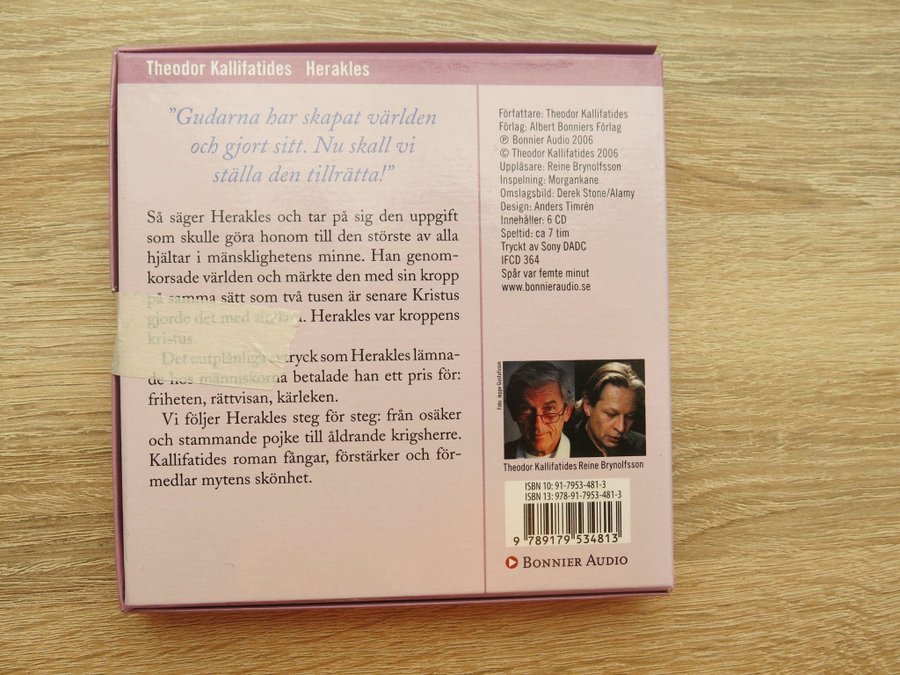 Theodor Kallifatides Herakles
"Gudarna har skapat världen
och gjort sitt. Nu skall vi
ställa den tillrätta!"
Så säger Herakles och tar på sig den uppgift
som skulle göra honom till den störste av alla
hjältar i mänsklighetens minne. Han genom-
korsade världen och märkte den med sin kropp
på samma sätt som två tusen år senare Kristus
gjorde det med sin lära. Herakles var kroppens
kristus.
Det outplånliga avtryck som Herakles lämna-
de hos människorna betalade han ett pris för:
friheten, rättvisan, kärleken.
Vi följer Herakles steg för steg: från osäker
och stammande pojke till åldrande krigsherre.
Kallifatides roman fångar, förstärker och för-
medlar mytens skönhet.
Författare: Theodor Kallifatides
Förlag: Albert Bonniers Förlag
℗ Bonnier Audio 2006
© Theodor Kallifatides 2006
Uppläsare: Reine Brynolfsson
Inspelning: Morgankane
Omslagsbild: Derek Stone/Alamy
Design: Anders Timrén
Innehåller: 6 CD
Speltid: ca 7 tim
Tryckt av Sony DADC
IFCD 364
Spår var femte minut
www.bonnieraudio.se
Foto: Jeppe Gustafsson
Theodor Kallifatides Reine Brynolfsson
ISBN 10: 91-7953-481-3
ISBN 13: 978-91-7953-481-3
9 789179 534813
BONNIER AUDIO